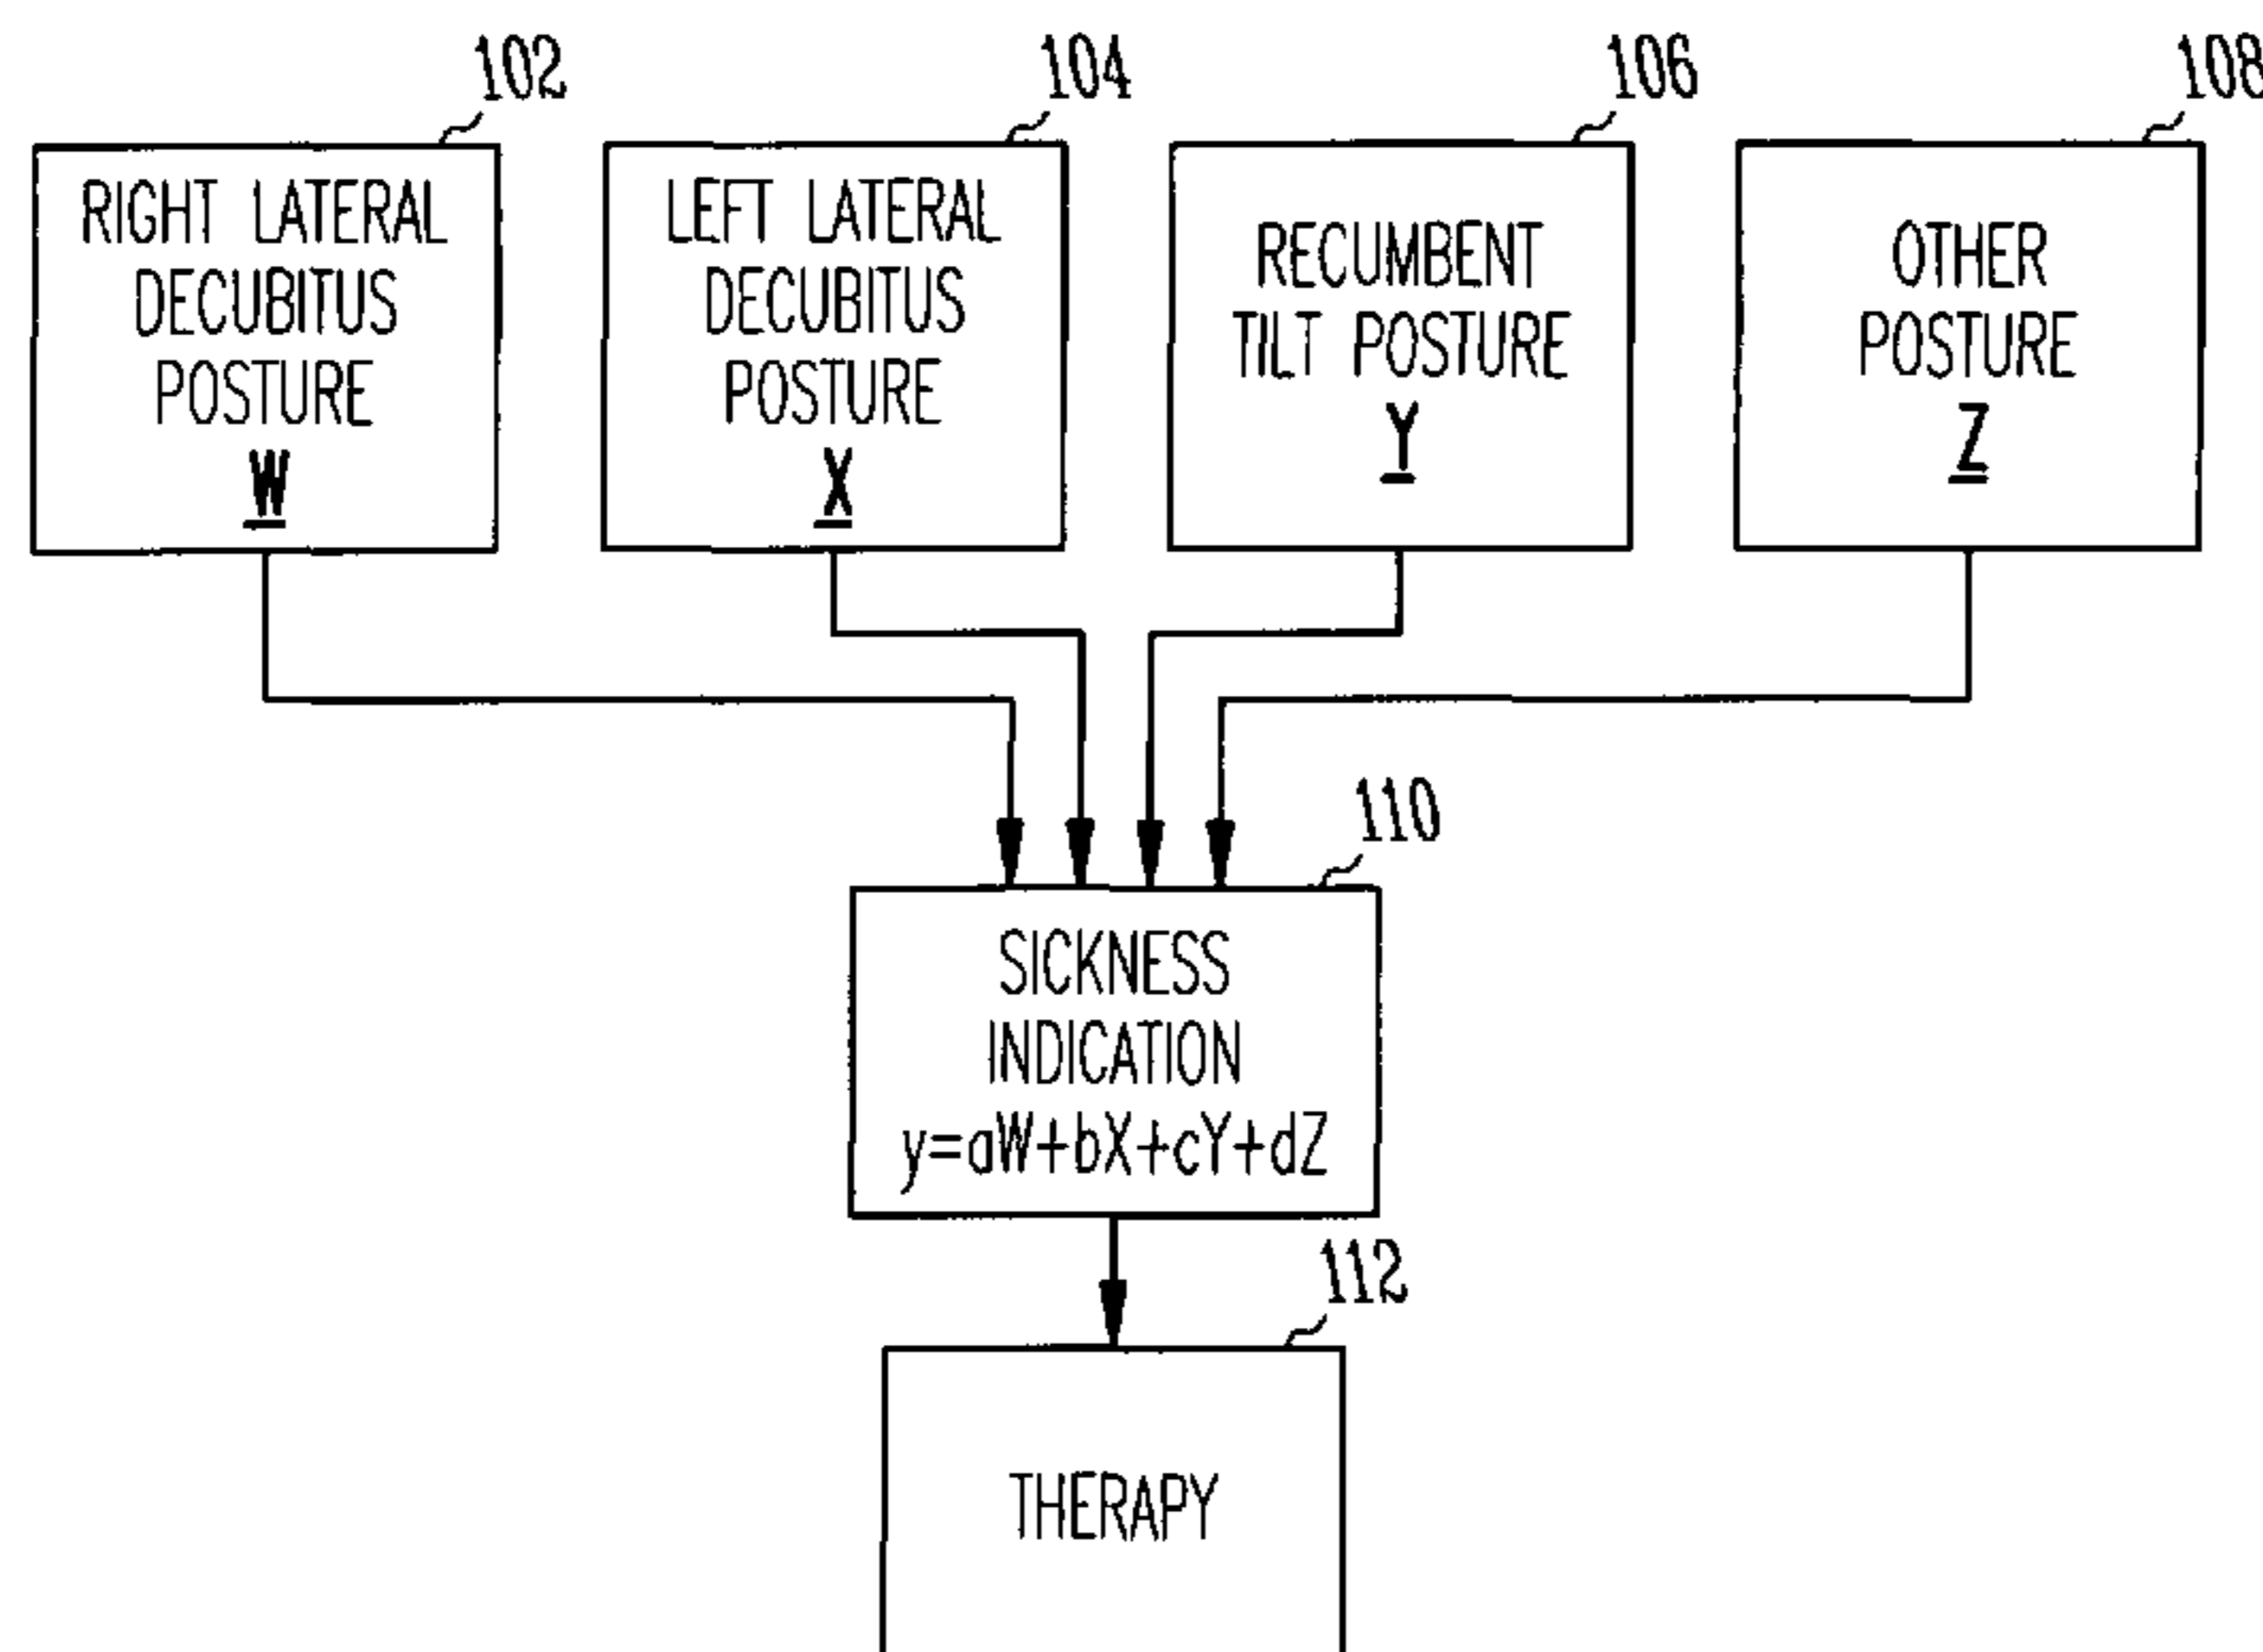 102
RIGHT LATERAL
DECUBITUS
POSTURE
W
104
LEFT LATERAL
DECUBITUS
POSTURE
X
106
RECUMBENT
TILT POSTURE
Y
108
OTHER
POSTURE
Z
110
SICKNESS
INDICATION
y=aW+bX+cY+dZ
112
THERAPY